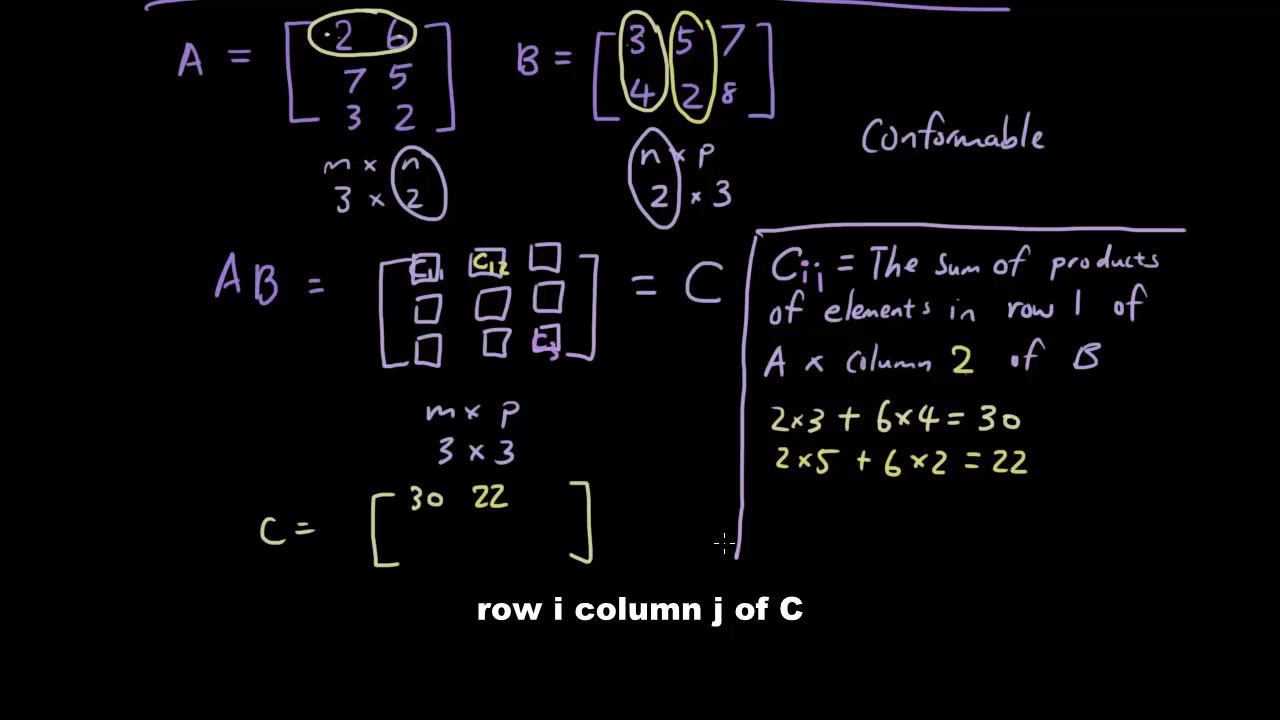 A = [ 2 6 B = [ 3 5 7
7 5 4 2 8
3 2 ] ]
Conformable
m × n n × p
3 × 2 2 × 3
AB = [ C11 C12 ] = C
C3
m × p
3 × 3
C = [ 30 22 ]
Cij = The sum of products
of elements in row 1 of
A × column 2 of B
2×3 + 6×4 = 30
2×5 + 6×2 = 22
row i column j of C